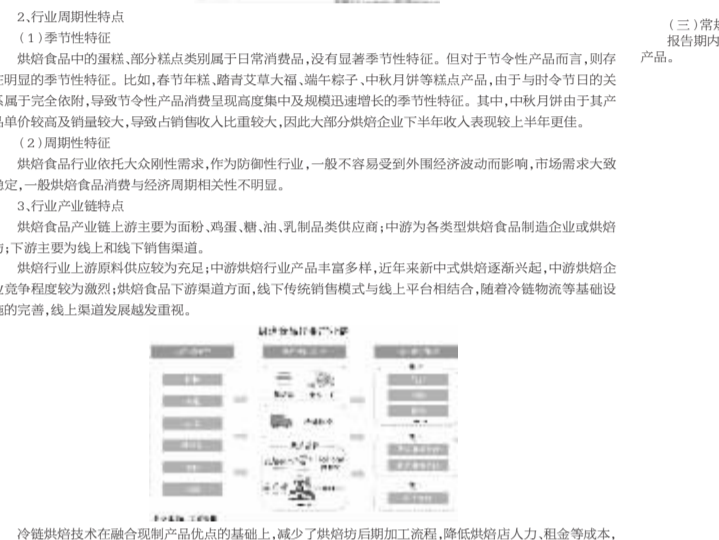 2、行业周期性特点
（1）季节性特征
烘焙食品中的蛋糕、部分糕点类别属于日常消费品，没有显著季节性特征。但对于节令性产品而言，则存
在明显的季节性特征。比如，春节年糕、踏青艾草大福、端午粽子、中秋月饼等糕点产品，由于与时令节日的关
系属于完全依附，导致节令性产品消费呈现高度集中及规模迅速增长的季节性特征。其中，中秋月饼由于其产
品单价较高及销量较大，导致占销售收入比重较大，因此大部分烘焙企业下半年收入表现较上半年更佳。
（2）周期性特征
烘焙食品行业依托大众刚性需求，作为防御性行业，一般不容易受到外围经济波动而影响，市场需求大致
稳定，一般烘焙食品消费与经济周期相关性不明显。
3、行业产业链特点
烘焙食品产业链上游主要为面粉、鸡蛋、糖、油、乳制品类供应商；中游为各类型烘焙食品制造企业或烘焙
；下游主要为线上和线下销售渠道。
烘焙行业上游原料供应较为充足；中游烘焙行业产品丰富多样，近年来新中式烘焙逐渐兴起，中游烘焙企
业竞争程度较为激烈；烘焙食品下游渠道方面，线下传统销售模式与线上平台相结合，随着冷链物流等基础设
施的完善，线上渠道发展越发重视。
冷链烘焙技术在融合现制产品优点的基础上，减少了烘焙坊后期加工流程，降低烘焙店人力、租金等成本，
（三）常规
报告期内
产品。